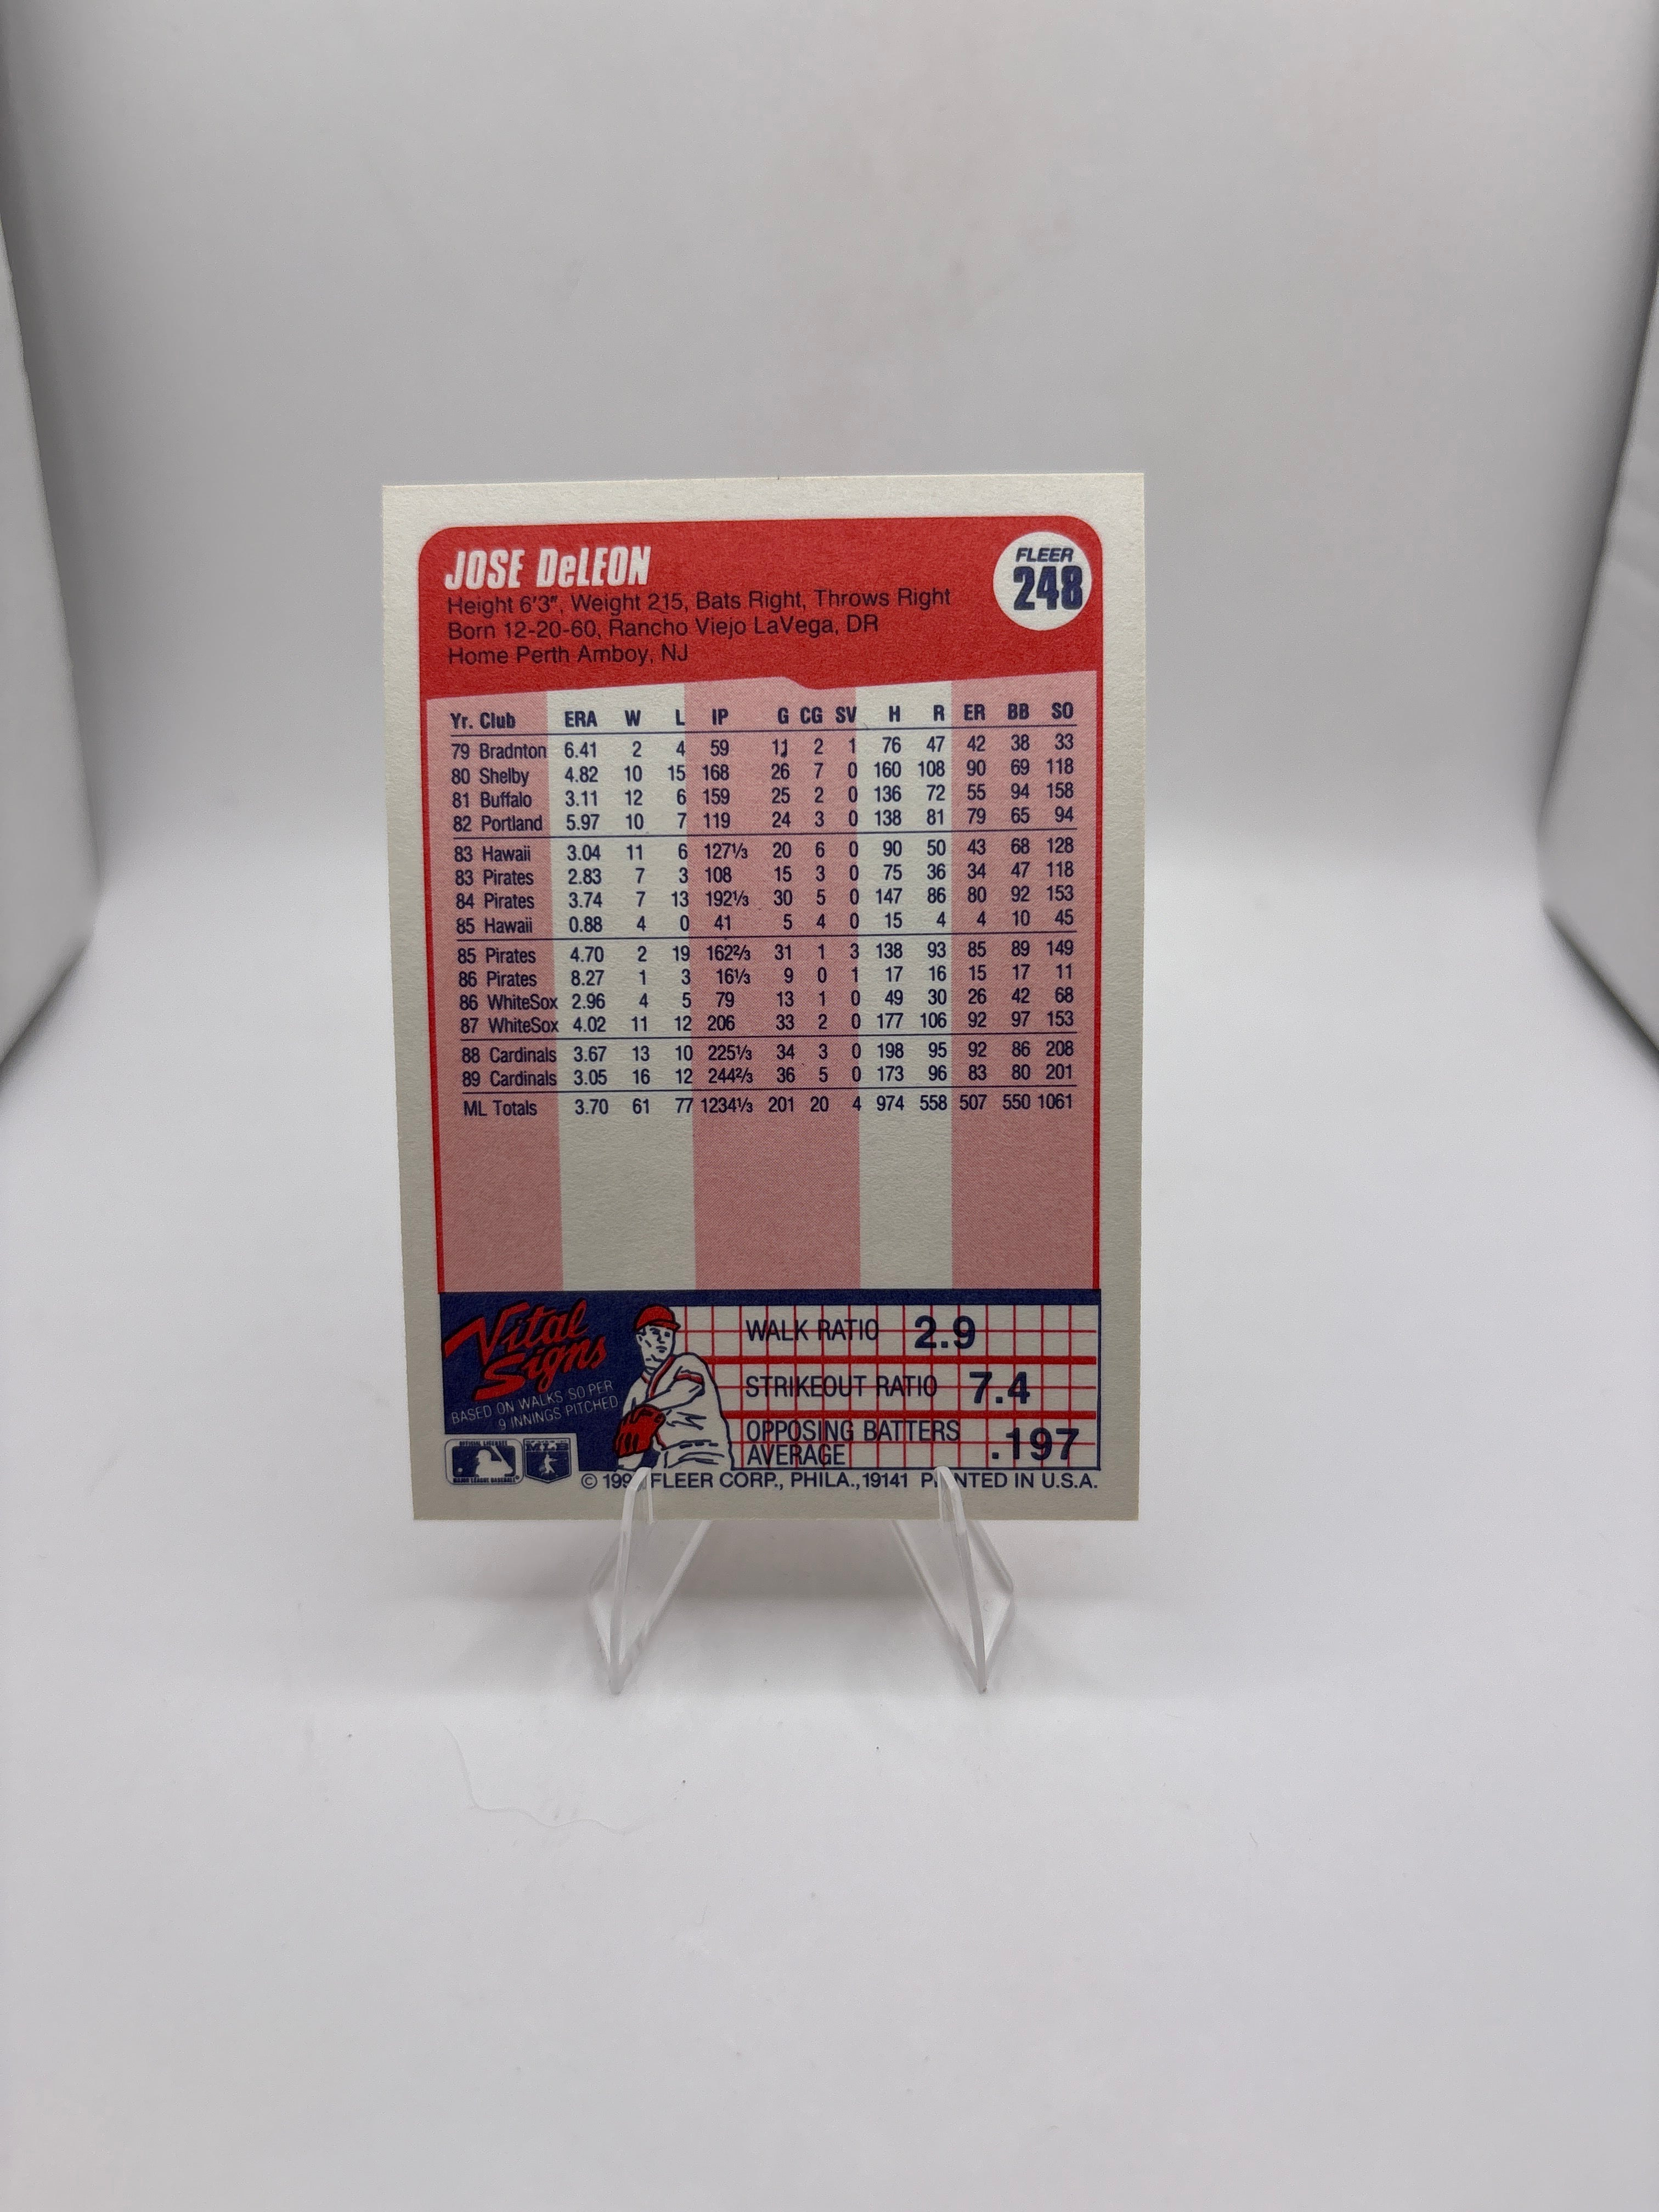 JOSE DeLEON
FLEER
248
Height 6'3", Weight 215, Bats Right, Throws Right
Born 12-20-60, Rancho Viejo LaVega, DR
Home Perth Amboy, NJ
Yr. Club ERA W L IP G CG SV H R ER BB SO
79 Bradnton 6.41 2 4 59 11 2 1 76 47 42 38 33
80 Shelby 4.82 10 15 168 26 7 0 160 108 90 69 118
81 Buffalo 3.11 12 6 159 25 2 0 136 72 55 94 158
82 Portland 5.97 10 7 119 24 3 0 138 81 79 65 94
83 Hawaii 3.04 11 6 127⅓ 20 6 0 90 50 43 68 128
83 Pirates 2.83 7 3 108 15 3 0 75 36 34 47 118
84 Pirates 3.74 7 13 192⅓ 30 5 0 147 86 80 92 153
85 Hawaii 0.88 4 0 41 5 4 0 15 4 4 10 45
85 Pirates 4.70 2 19 162⅔ 31 1 3 138 93 85 89 149
86 Pirates 8.27 1 3 16⅓ 9 0 1 17 16 15 17 11
86 WhiteSox 2.96 4 5 79 13 1 0 49 30 26 42 68
87 WhiteSox 4.02 11 12 206 33 2 0 177 106 92 97 153
88 Cardinals 3.67 13 10 225⅓ 34 3 0 198 95 92 86 208
89 Cardinals 3.05 16 12 244⅔ 36 5 0 173 96 83 80 201
ML Totals 3.70 61 77 1234⅓ 201 20 4 974 558 507 550 1061
Vital
Signs
BASED ON WALKS SO PER
9 INNINGS PITCHED
WALK RATIO 2.9
STRIKEOUT RATIO 7.4
OPPOSING BATTERS
AVERAGE .197
MLB
© 199 FLEER CORP., PHILA., 19141 P NTED IN U.S.A.